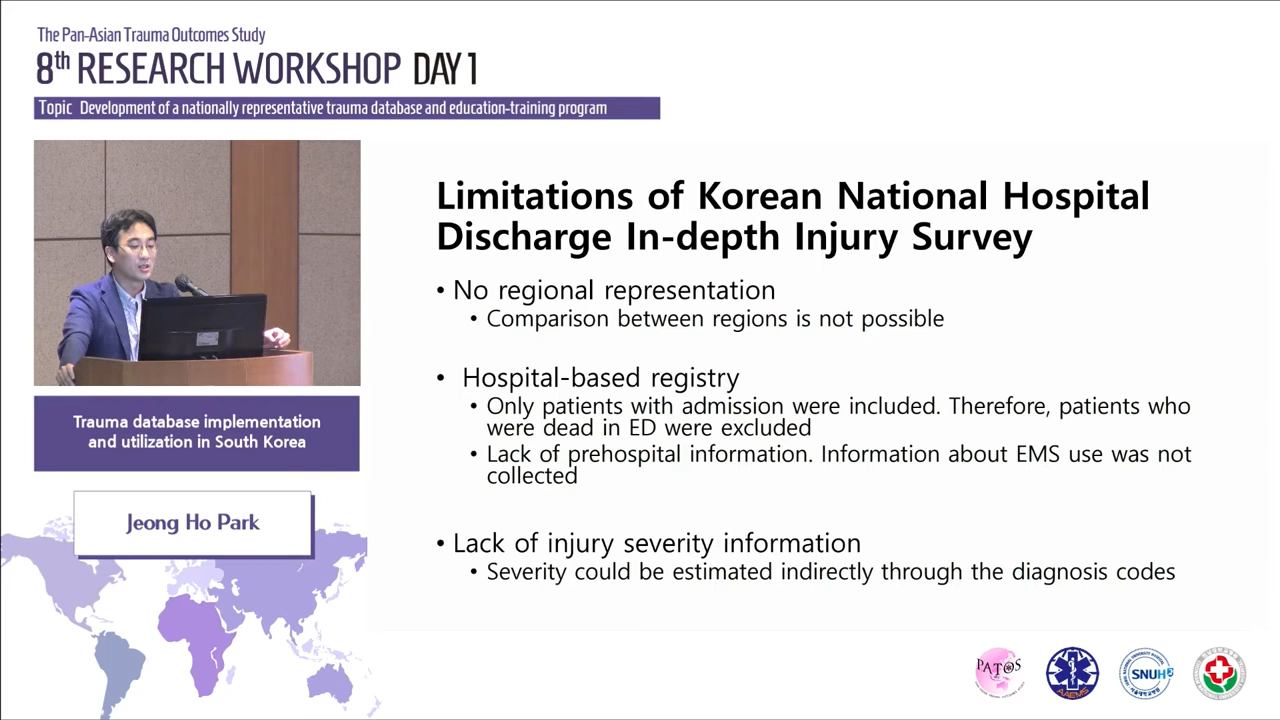 The Pan-Asian Trauma Outcomes Study
8th RESEARCH WORKSHOP DAY 1
Topic Development of a nationally representative trauma database and education-training program
Trauma database implementation
and utilization in South Korea
Jeong Ho Park
Limitations of Korean National Hospital
Discharge In-depth Injury Survey
• No regional representation
• Comparison between regions is not possible
• Hospital-based registry
• Only patients with admission were included. Therefore, patients who
were dead in ED were excluded
• Lack of prehospital information. Information about EMS use was not
collected
• Lack of injury severity information
• Severity could be estimated indirectly through the diagnosis codes
PATOS
AAEMS
SNUH